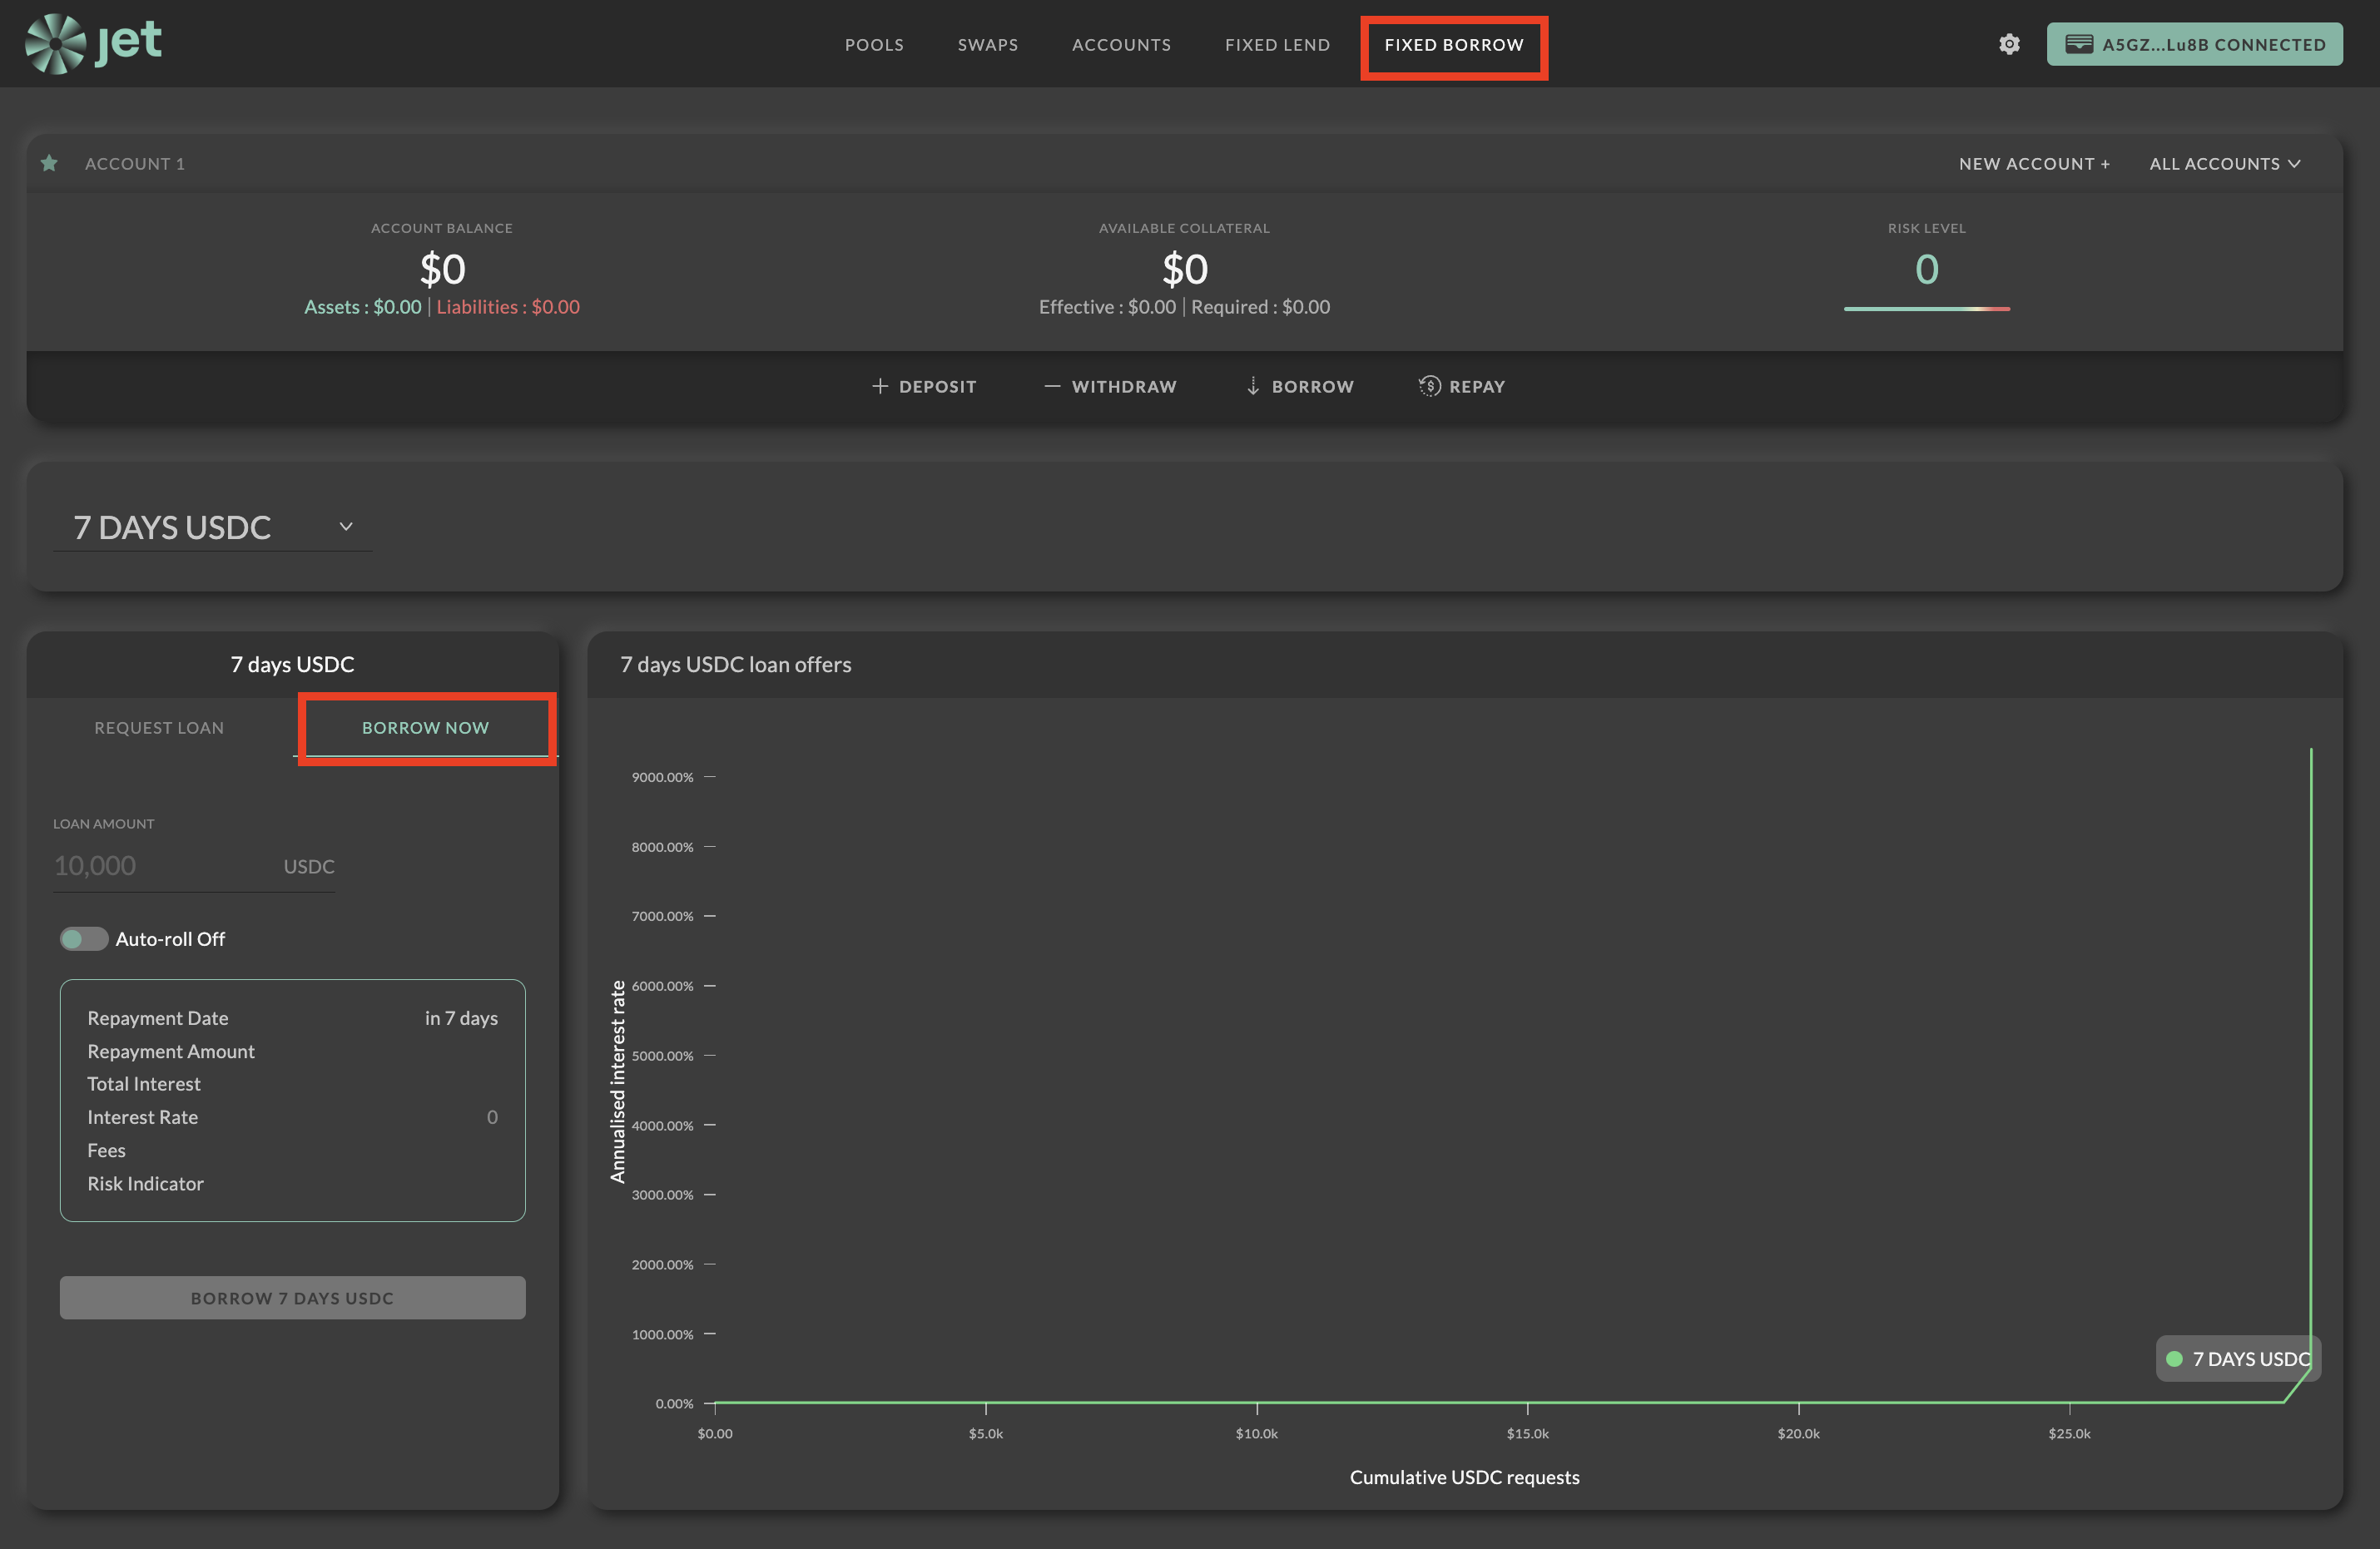 jet
POOLS
SWAPS
ACCOUNTS
FIXED LEND
FIXED BORROW
A5GZ...Lu8B CONNECTED
ACCOUNT 1
NEW ACCOUNT +
ALL ACCOUNTS
ACCOUNT BALANCE
$0
Assets : $0.00 | Liabilities : $0.00
AVAILABLE COLLATERAL
$0
Effective : $0.00 | Required : $0.00
RISK LEVEL
0
DEPOSIT
WITHDRAW
BORROW
REPAY
7 DAYS USDC
7 days USDC
REQUEST LOAN
BORROW NOW
LOAN AMOUNT
10,000 USDC
Auto-roll Off
Repayment Date in 7 days
Repayment Amount
Total Interest
Interest Rate 0
Fees
Risk Indicator
BORROW 7 DAYS USDC
7 days USDC loan offers
Annualised interest rate
9000.00%
8000.00%
7000.00%
6000.00%
5000.00%
4000.00%
3000.00%
2000.00%
1000.00%
0.00%
7 DAYS USDC
$0.00 $5.0k $10.0k $15.0k $20.0k $25.0k
Cumulative USDC requests